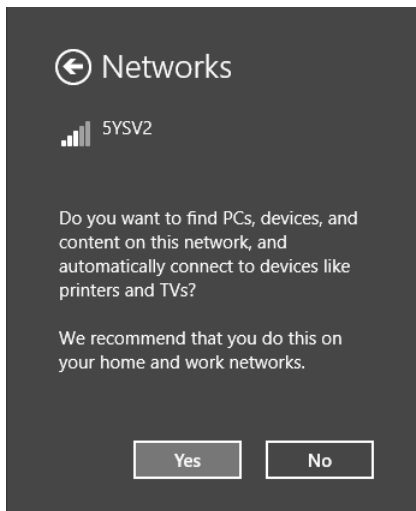 Networks
5YSV2
Do you want to find PCs, devices, and
content on this network, and
automatically connect to devices like
printers and TVs?
We recommend that you do this on
your home and work networks.
Yes No